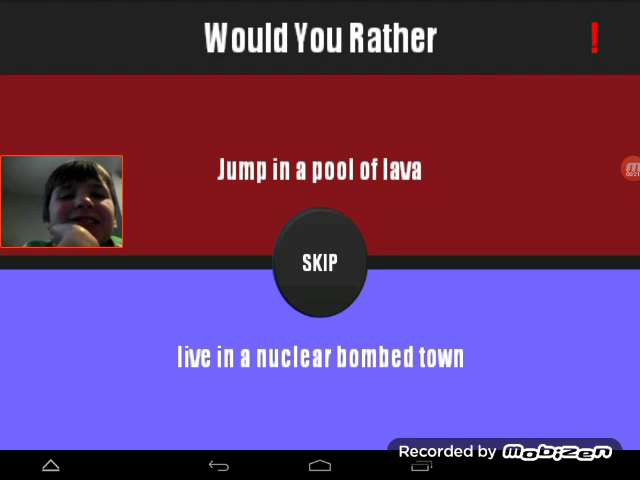 Would You Rather !
Jump in a pool of lava
SKIP
live in a nuclear bombed town
Recorded by mobizen